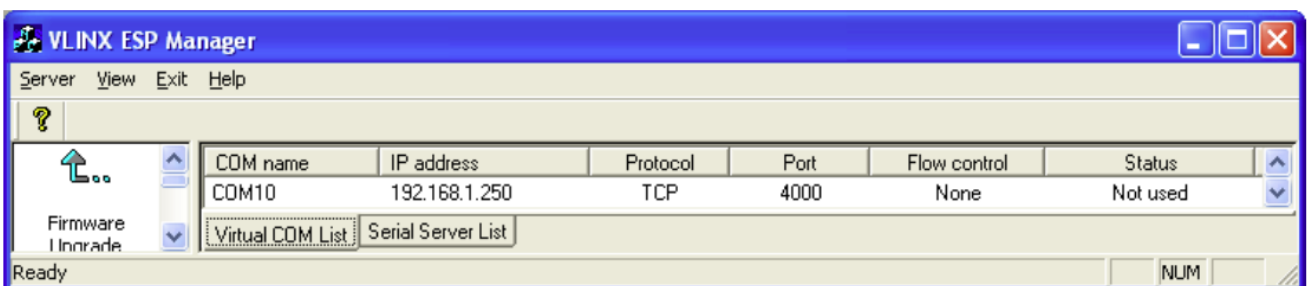 VLINX ESP Manager
Server View Exit Help
COM name IP address Protocol Port Flow control Status
COM10 192.168.1.250 TCP 4000 None Not used
Firmware
Upgrade
Virtual COM List Serial Server List
Ready NUM